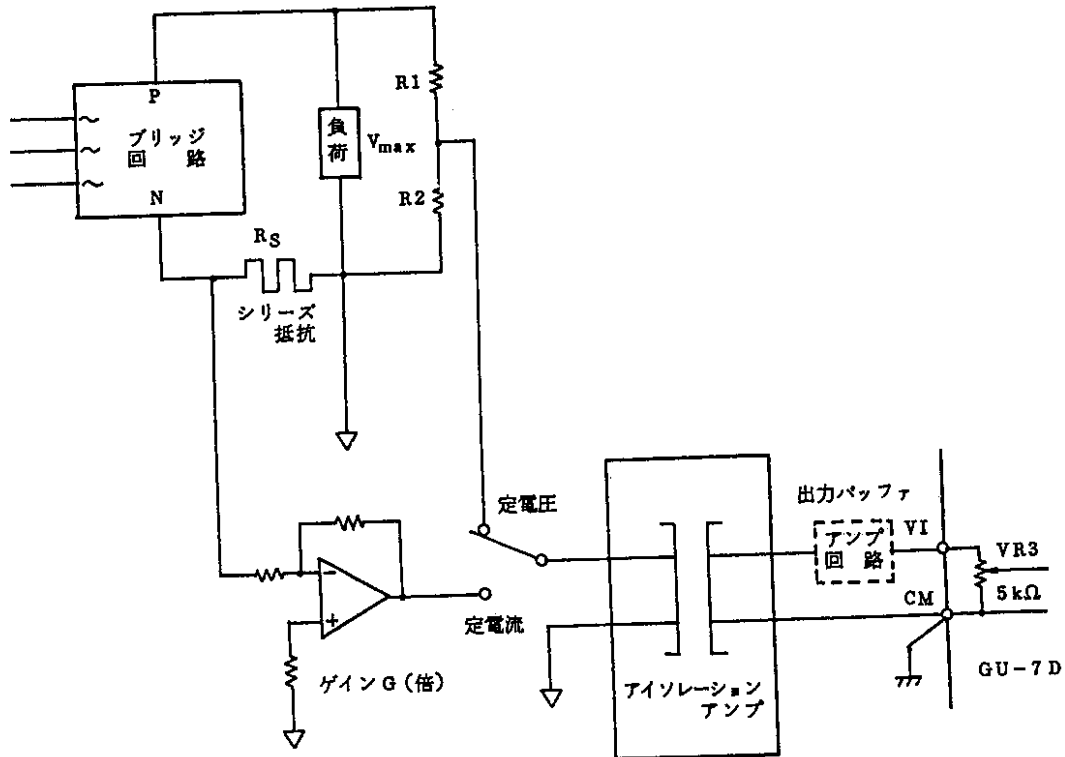 P
ブリッジ
回 路
N
～
～
～
負
荷
Vmax
R1
R2
RS
シリーズ
抵抗
定電圧
定電流
ゲインG(倍)
アイソレーション
アンプ
出力バッファ
アンプ
回路
VI
VR3
5kΩ
CM
GU-7D
−
+